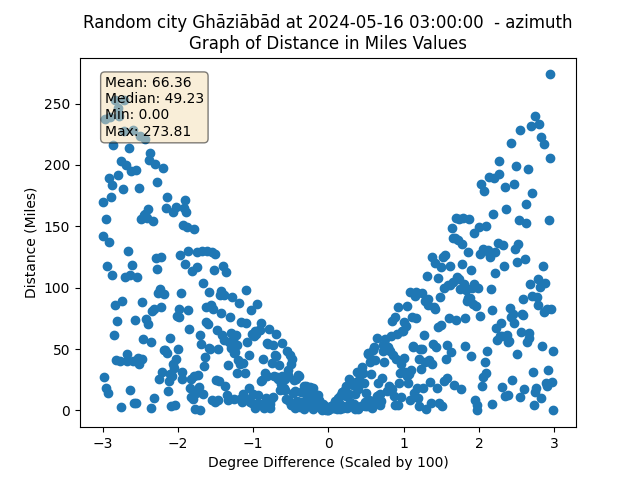 Random city Ghāziābād at 2024-05-16 03:00:00  - azimuth
Graph of Distance in Miles Values
Mean: 66.36
Median: 49.23
Min: 0.00
Max: 273.81
250
200
150
100
50
0
Distance (Miles)
−3 −2 −1 0 1 2 3
Degree Difference (Scaled by 100)